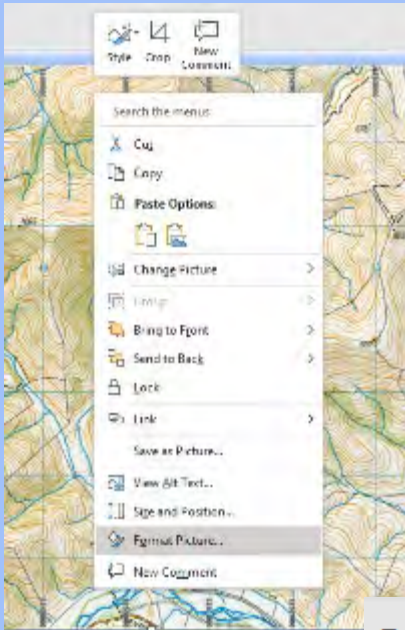 Style Crop New
Comment
Search the menus
Cut
Copy
Paste Options:
Change Picture
Group
Bring to Front
Send to Back
Lock
Link
Save as Picture...
View Alt Text...
Size and Position...
Format Picture...
New Comment